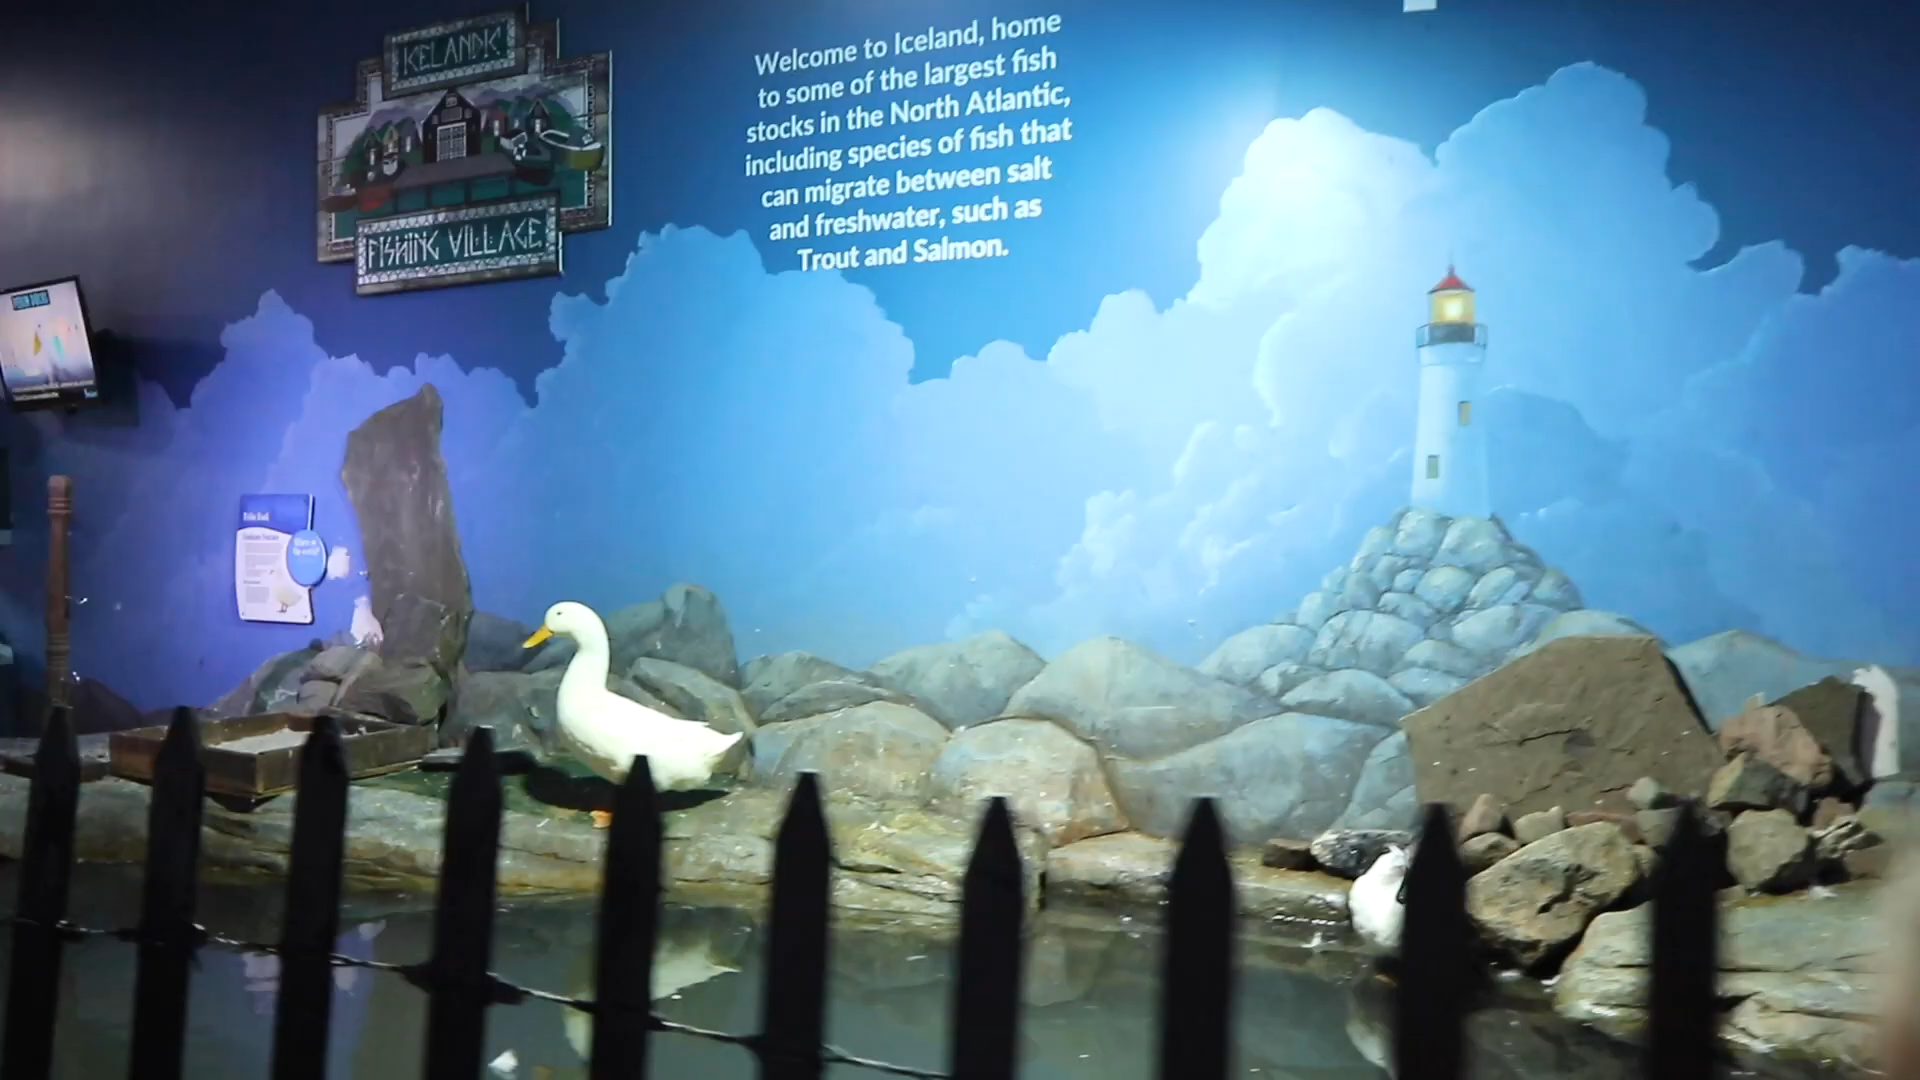 ICELANDIC
FISHING VILLAGE
Welcome to Iceland, home
to some of the largest fish
stocks in the North Atlantic,
including species of fish that
can migrate between salt
and freshwater, such as
Trout and Salmon.